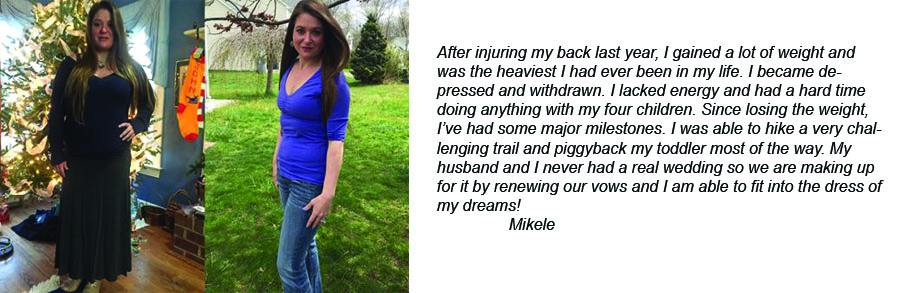 After injuring my back last year, I gained a lot of weight and
was the heaviest I had ever been in my life. I became de-
pressed and withdrawn. I lacked energy and had a hard time
doing anything with my four children. Since losing the weight,
I've had some major milestones. I was able to hike a very chal-
lenging trail and piggyback my toddler most of the way. My
husband and I never had a real wedding so we are making up
for it by renewing our vows and I am able to fit into the dress of
my dreams!
Mikele